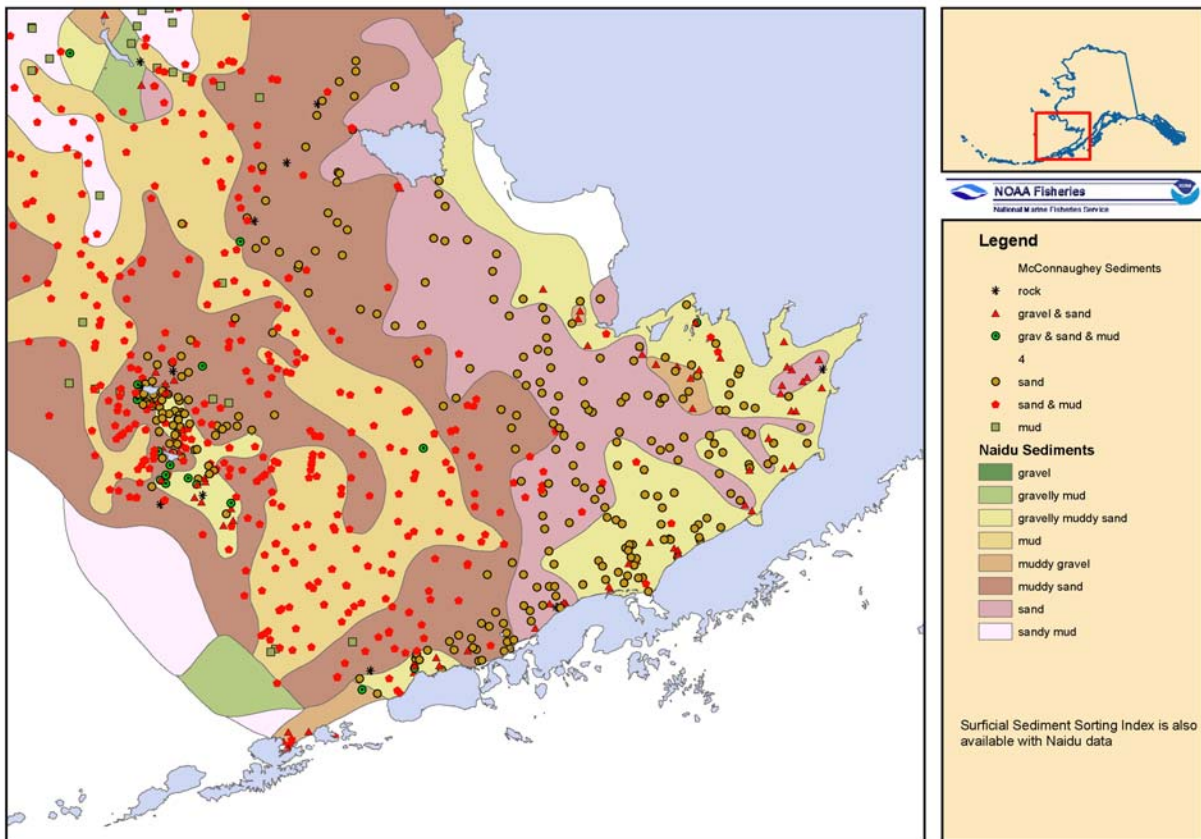 NOAA Fisheries
National Marine Fisheries Service
Legend
McConnaughey Sediments
rock
gravel & sand
grav & sand & mud
4
sand
sand & mud
mud
Naidu Sediments
gravel
gravelly mud
gravelly muddy sand
mud
muddy gravel
muddy sand
sand
sandy mud
Surficial Sediment Sorting Index is also
available with Naidu data